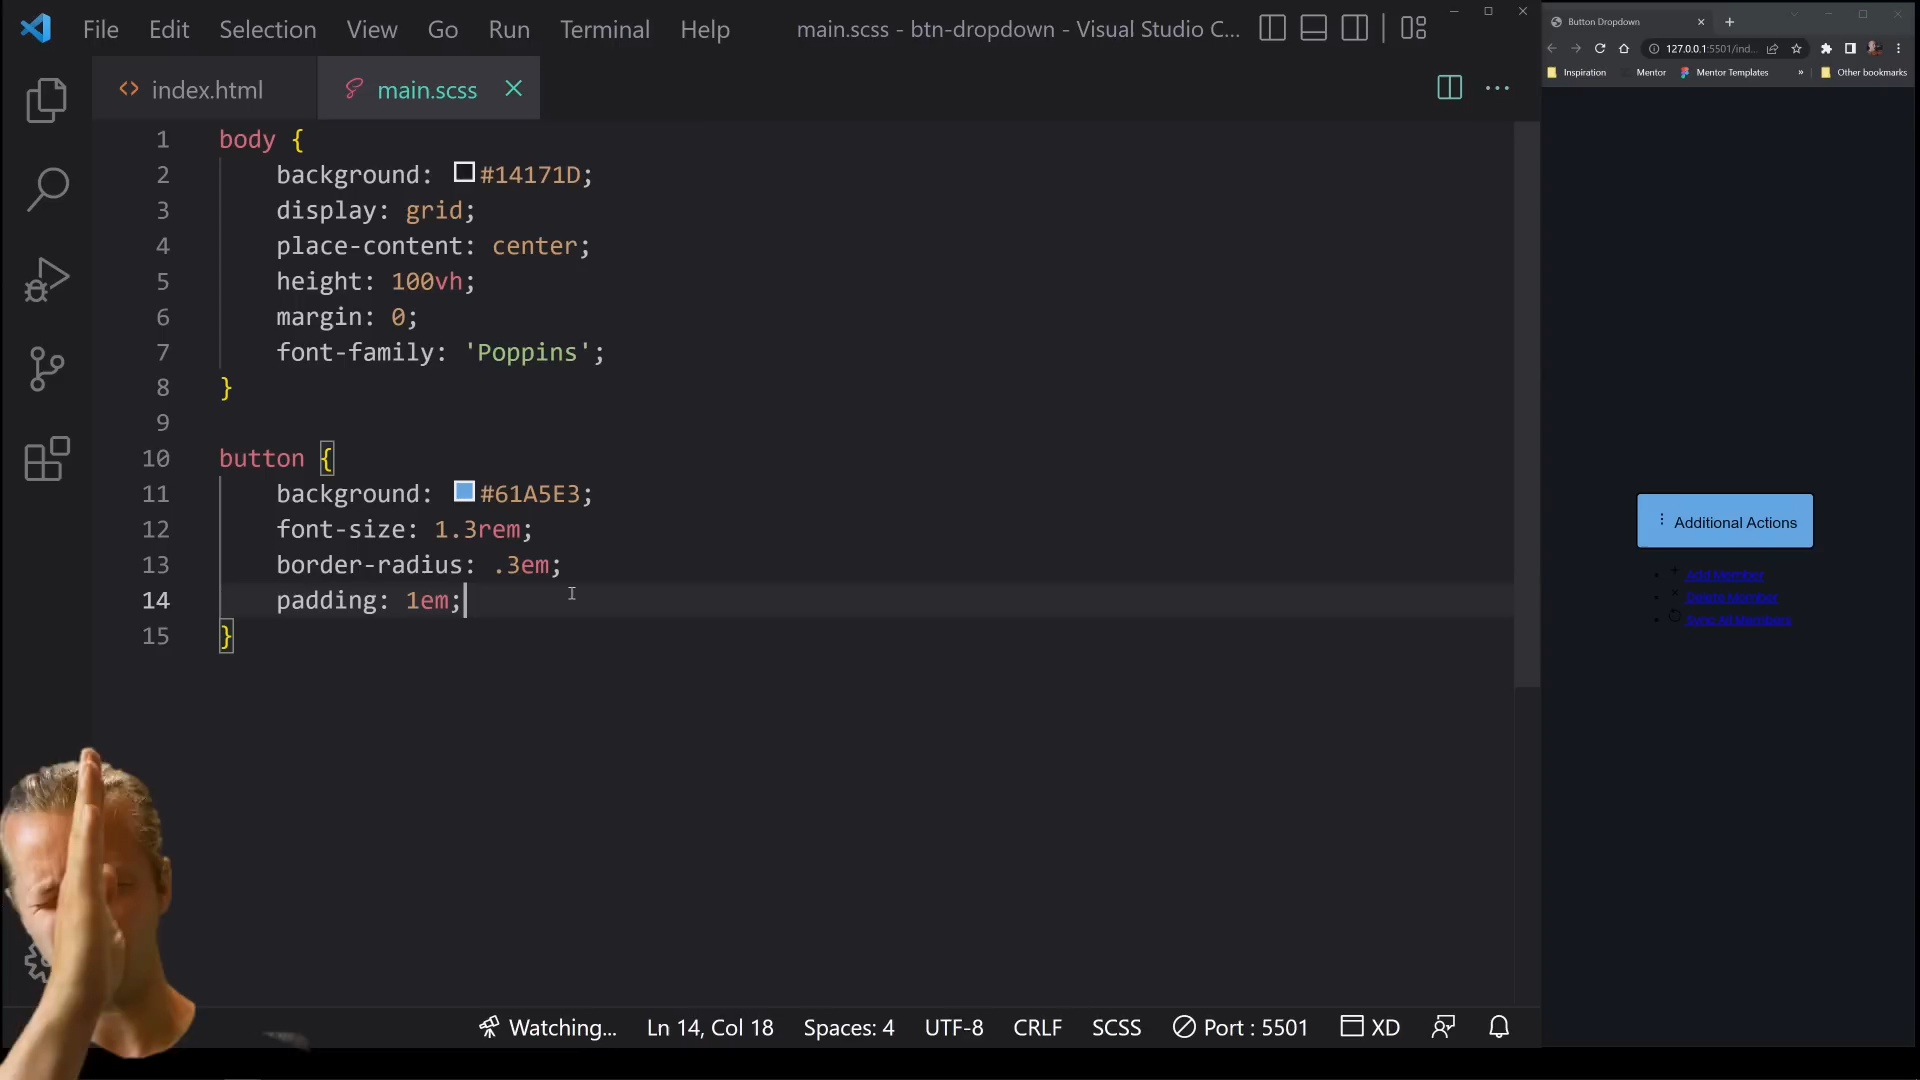 File Edit Selection View Go Run Terminal Help main.scss - btn-dropdown - Visual Studio C...
index.html main.scss
1 body {
2 background: #14171D;
3 display: grid;
4 place-content: center;
5 height: 100vh;
6 margin: 0;
7 font-family: 'Poppins';
8 }
9
10 button {
11 background: #61A5E3;
12 font-size: 1.3rem;
13 border-radius: .3em;
14 padding: 1em;
15 }
Watching... Ln 14, Col 18 Spaces: 4 UTF-8 CRLF SCSS Port : 5501 XD
Button Dropdown
127.0.0.1:5501/ind...
Inspiration Mentor Mentor Templates » Other bookmarks
Additional Actions
Add Member
Delete Member
Sync All Members